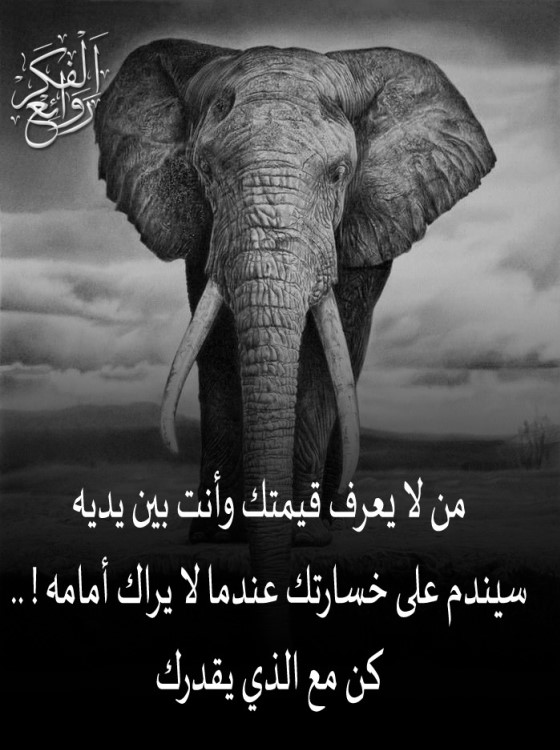 روائع الفكر
من لا يعرف قيمتك وأنت بين يديه
سيندم على خسارتك عندما لا يراك أمامه ! ..
كن مع الذي يقدرك